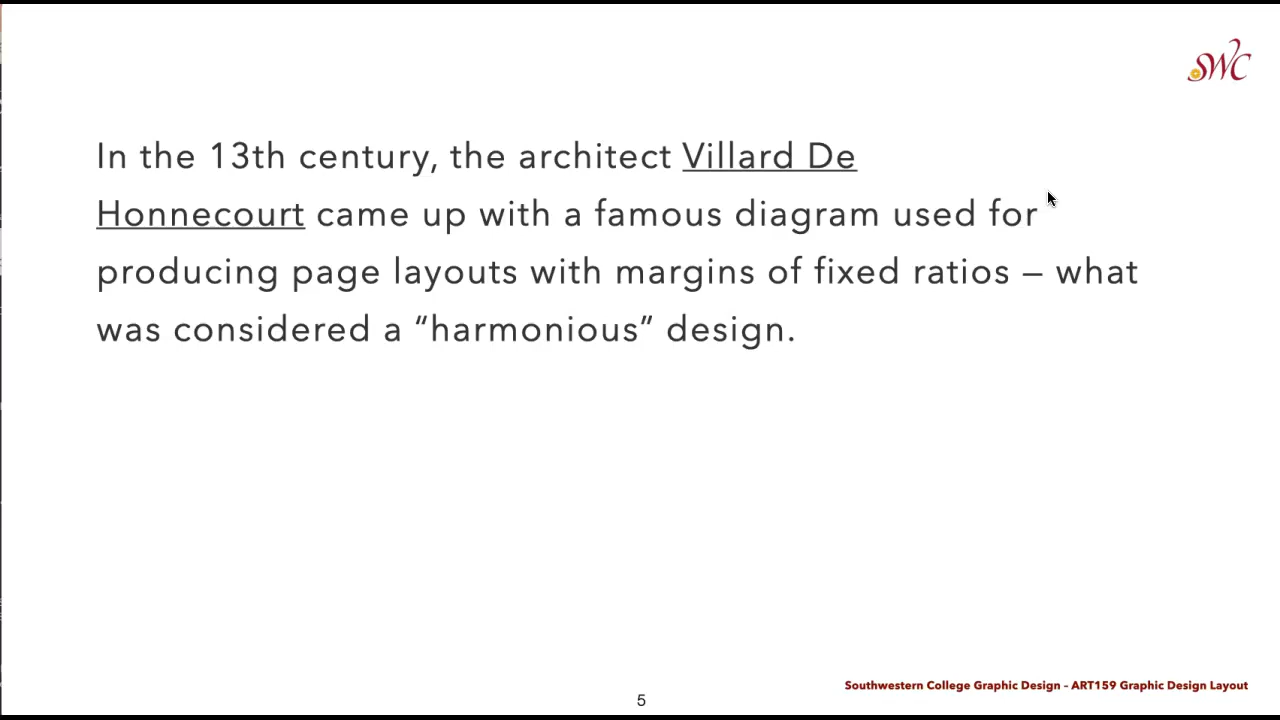 SWC
In the 13th century, the architect Villard De
Honnecourt came up with a famous diagram used for
producing page layouts with margins of fixed ratios – what
was considered a “harmonious” design.
Southwestern College Graphic Design – ART159 Graphic Design Layout
5